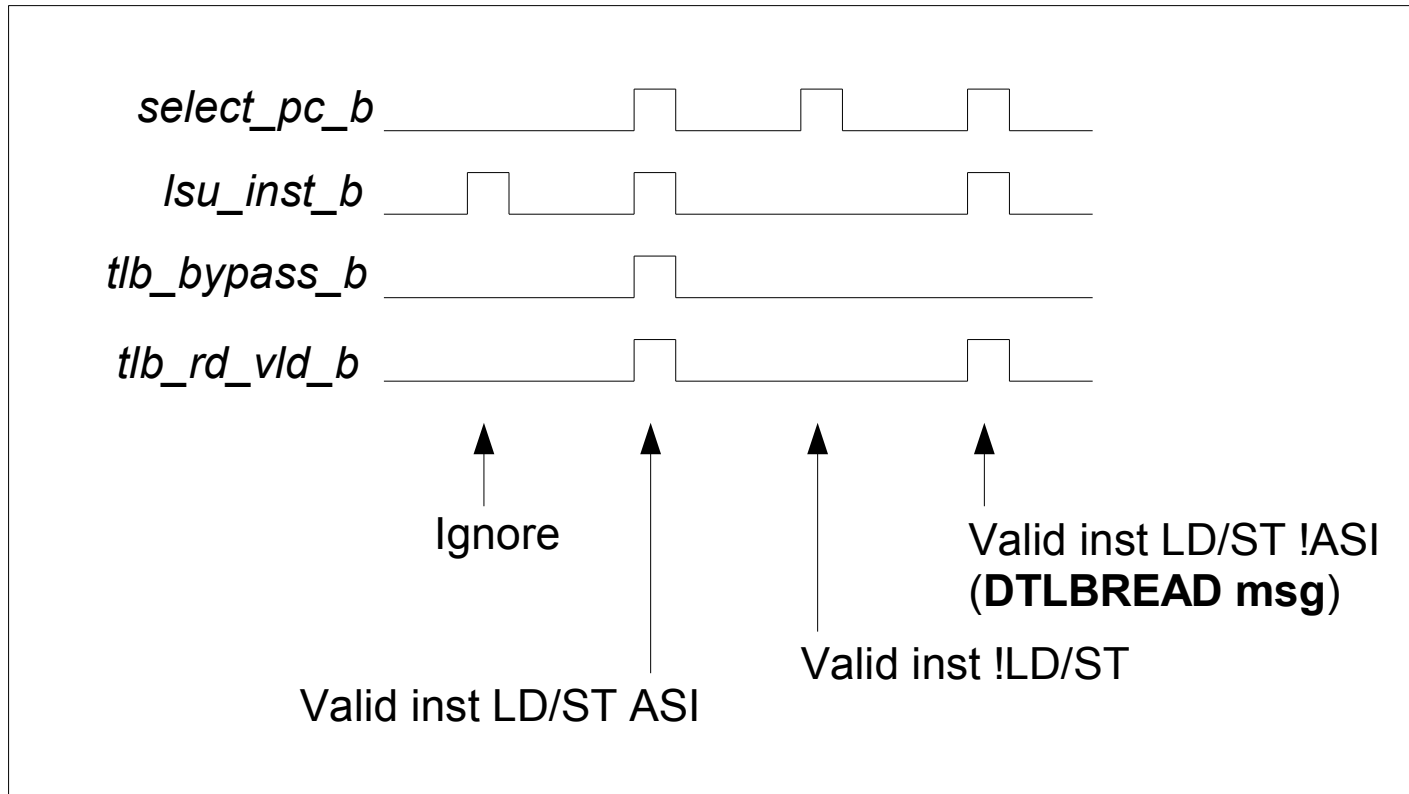 select_pc_b
lsu_inst_b
tlb_bypass_b
tlb_rd_vld_b
Ignore
Valid inst LD/ST !ASI
(DTLBREAD msg)
Valid inst !LD/ST
Valid inst LD/ST ASI